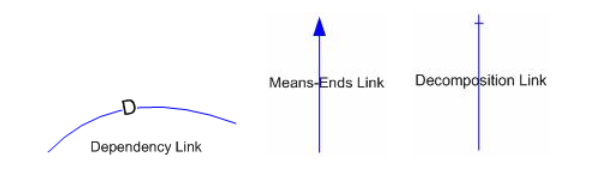 D
Dependency Link
Means-Ends Link
Decomposition Link